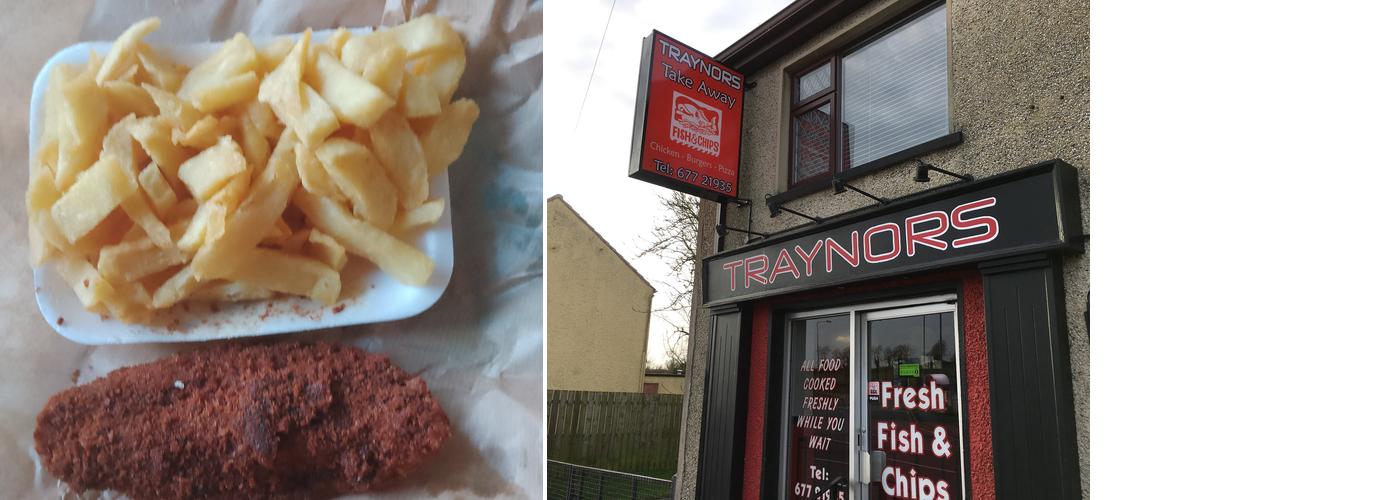 TRAYNORS
Take Away
FISH & CHIPS
Chicken - Burgers - Pizza
Tel: 677 21935
TRAYNORS
ALL FOOD
COOKED
FRESHLY
WHILE YOU
WAIT
Tel:
Fresh
Fish &
Chips